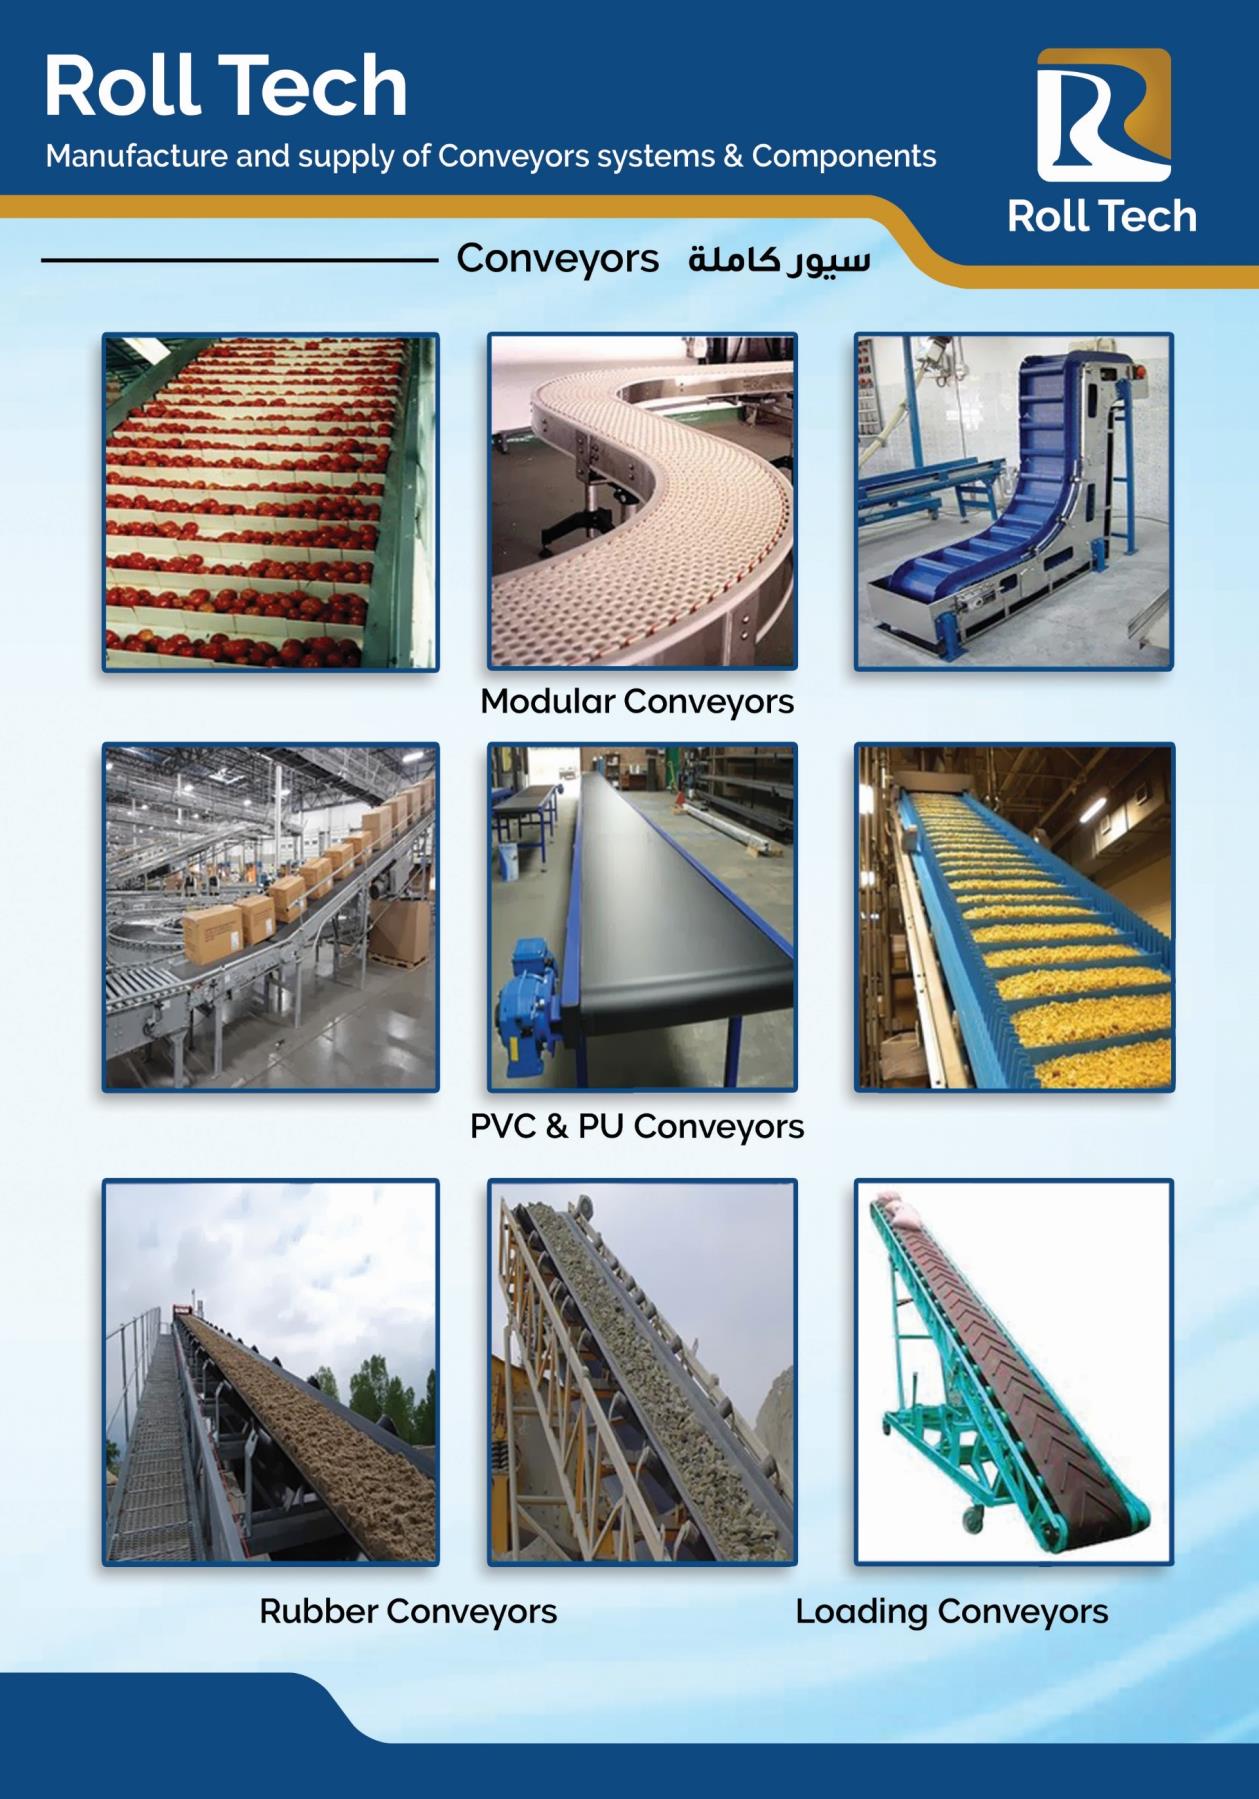 Roll Tech
Manufacture and supply of Conveyors systems & Components
Roll Tech
Conveyors سيور كاملة
Modular Conveyors
PVC & PU Conveyors
Rubber Conveyors
Loading Conveyors